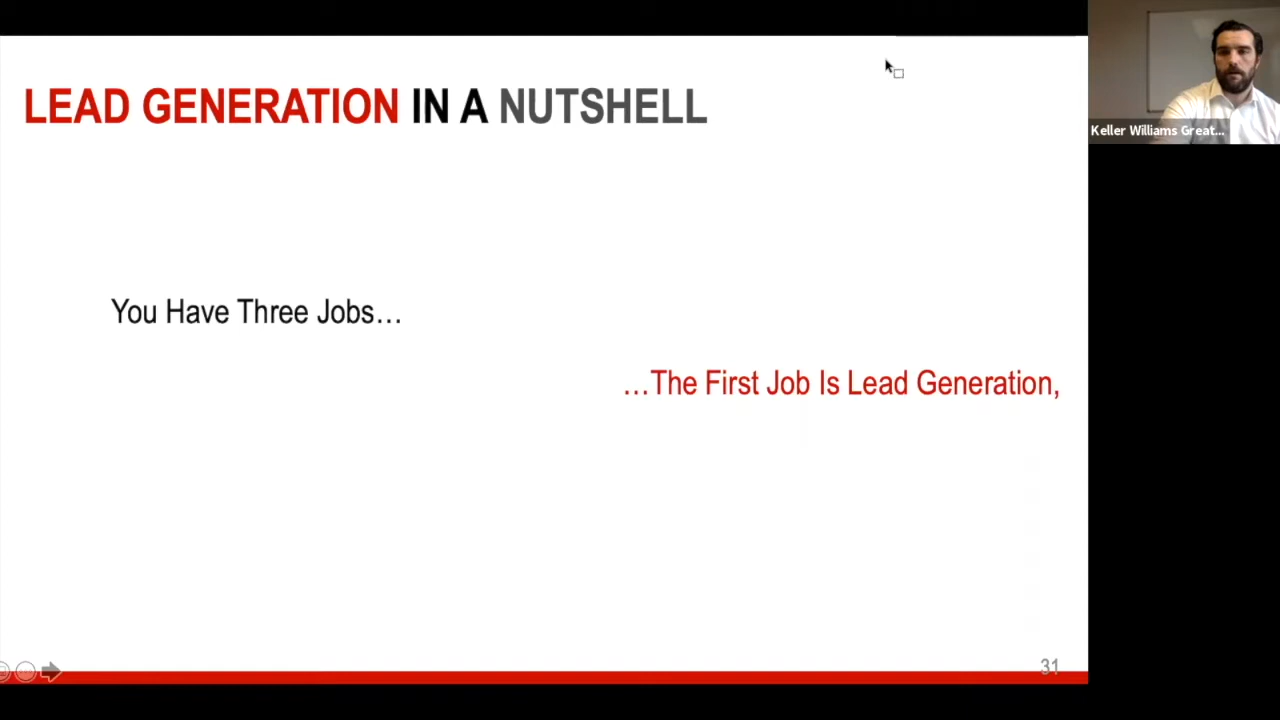 LEAD GENERATION IN A NUTSHELL
Keller Williams Great...
You Have Three Jobs…
…The First Job Is Lead Generation,
31